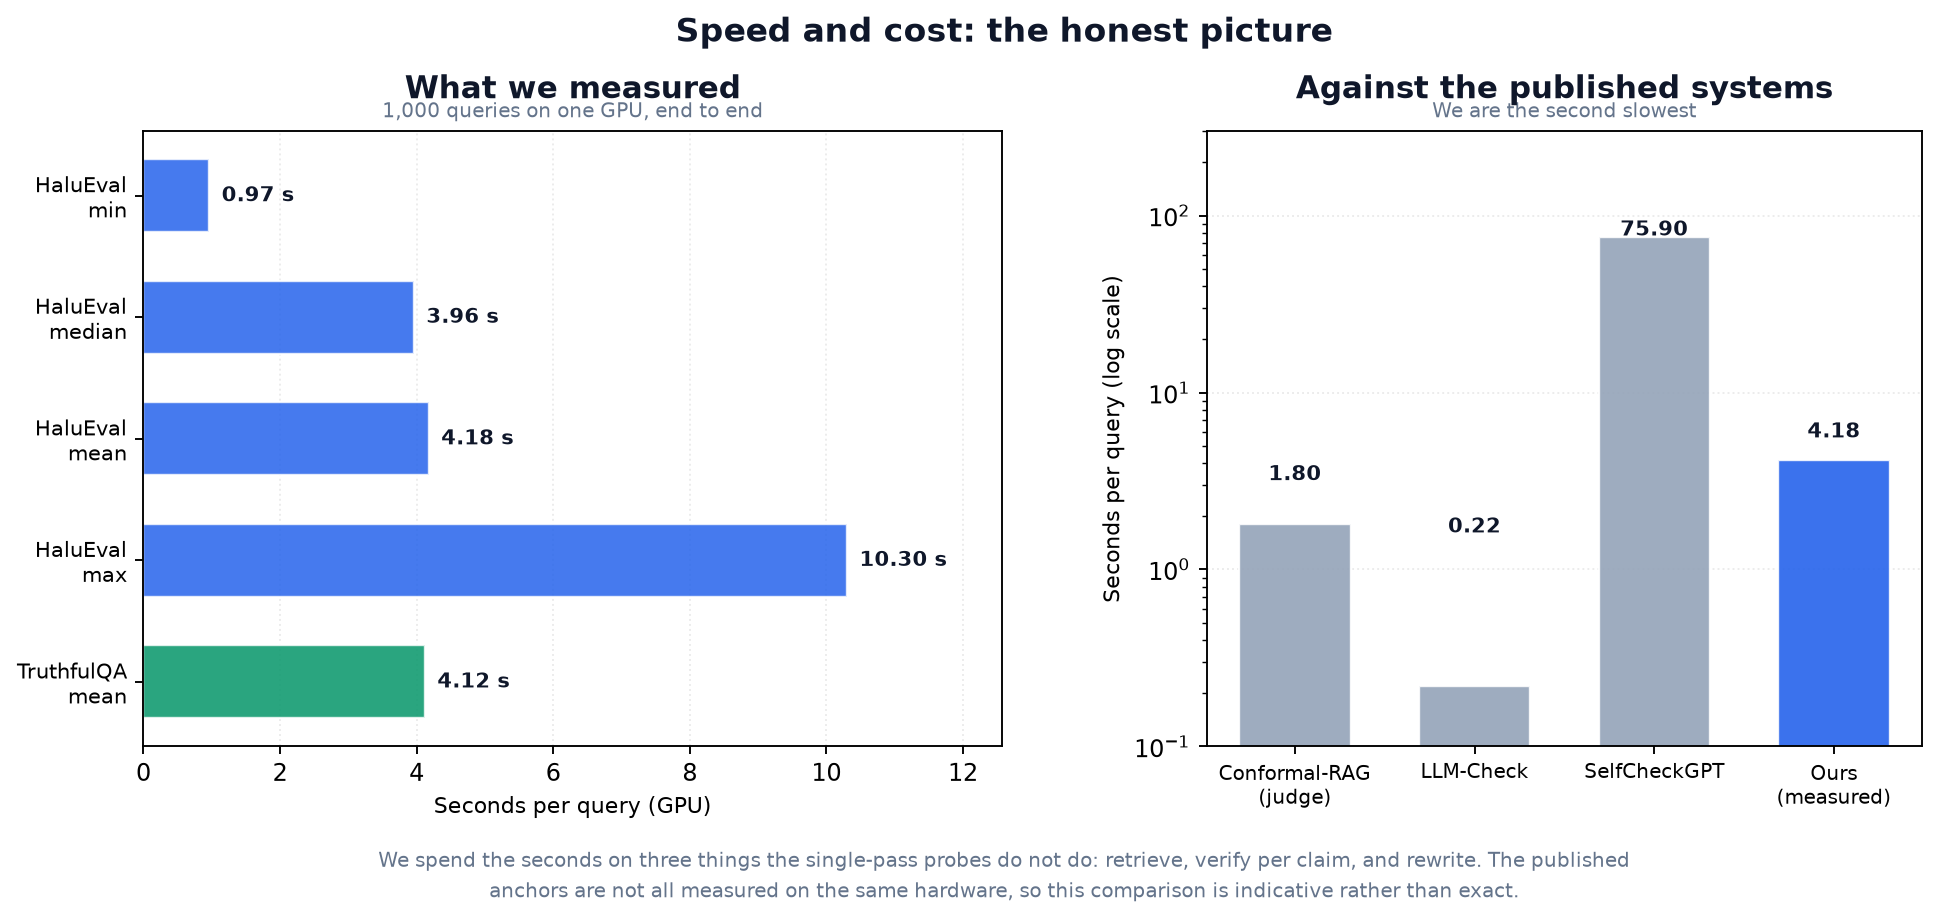 Speed and cost: the honest picture
What we measured
1,000 queries on one GPU, end to end
HaluEval
min
0.97 s
HaluEval
median
3.96 s
HaluEval
mean
4.18 s
HaluEval
max
10.30 s
TruthfulQA
mean
4.12 s
0 2 4 6 8 10 12
Seconds per query (GPU)
Against the published systems
We are the second slowest
Seconds per query (log scale)
10²
10¹
10⁰
10⁻¹
1.80
0.22
75.90
4.18
Conformal-RAG
(judge)
LLM-Check
SelfCheckGPT
Ours
(measured)
We spend the seconds on three things the single-pass probes do not do: retrieve, verify per claim, and rewrite. The published
anchors are not all measured on the same hardware, so this comparison is indicative rather than exact.